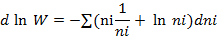 d ln W = −∑(ni 1/ni + ln ni)dni